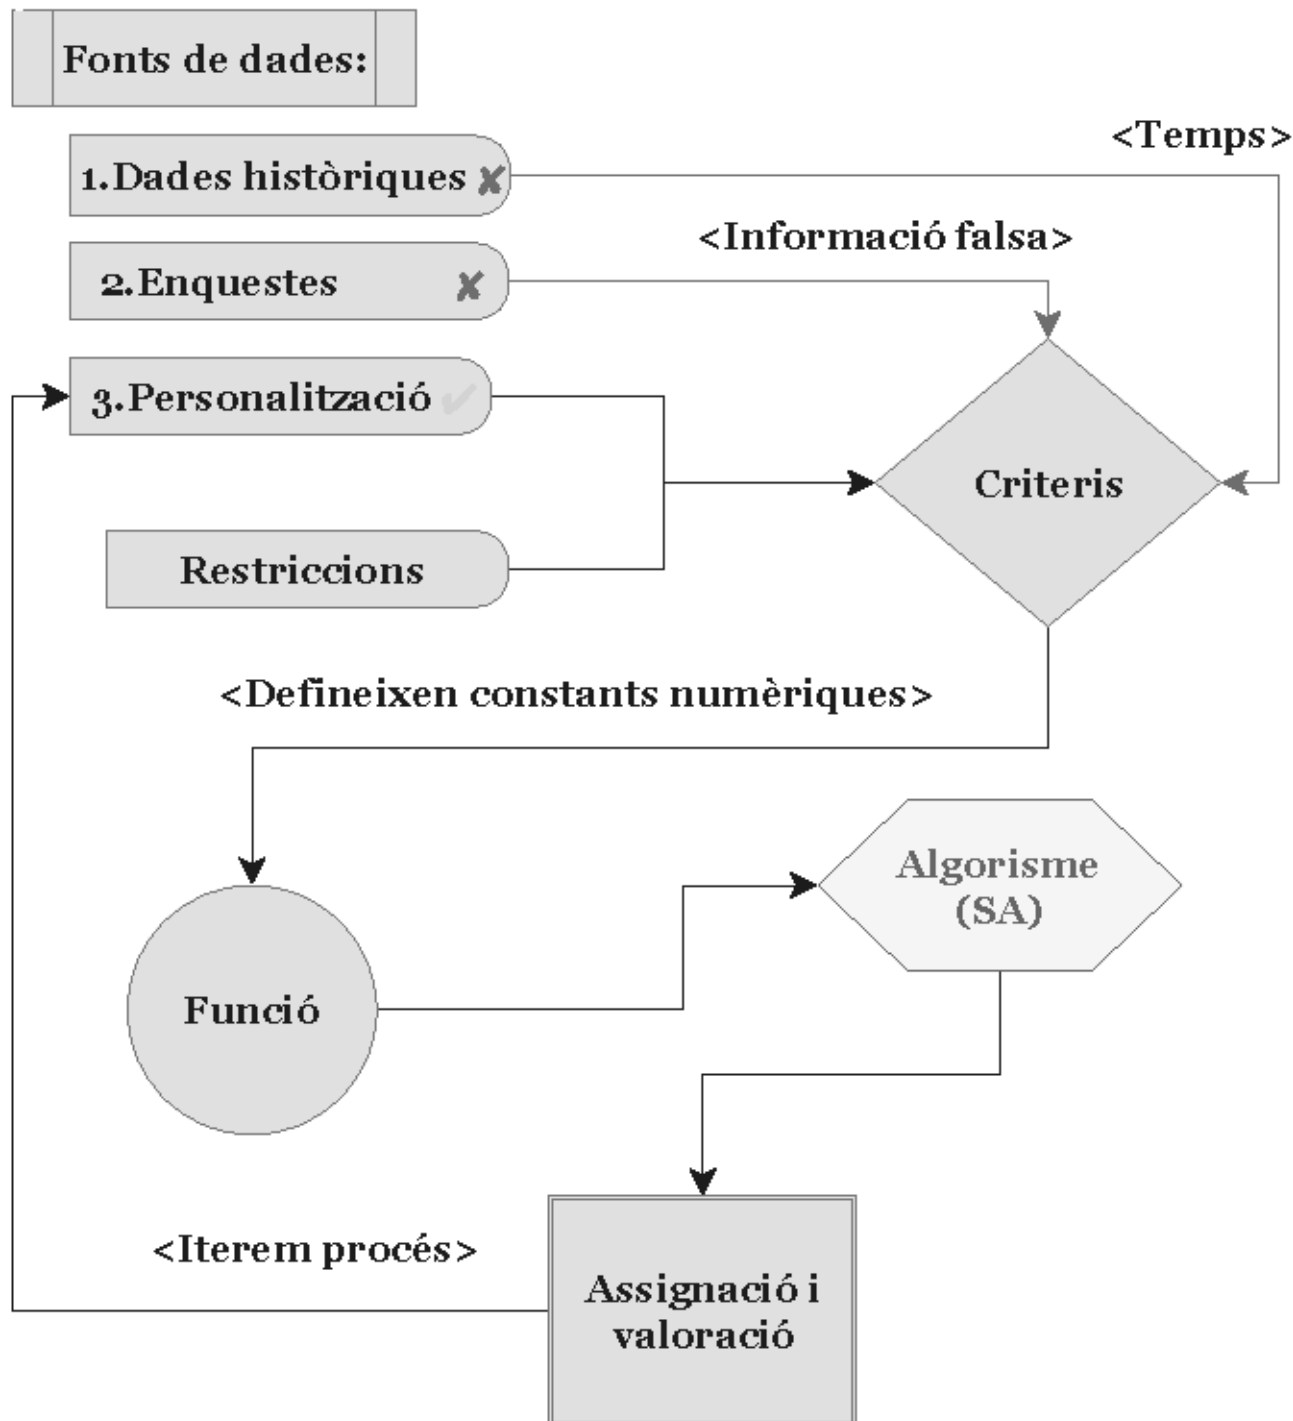 Fonts de dades:
<Temps>
1.Dades històriques ✘
<Informació falsa>
2.Enquestes ✘
3.Personalització ✔
Criteris
Restriccions
<Defineixen constants numèriques>
Algorisme
(SA)
Funció
<Iterem procés>
Assignació i
valoració